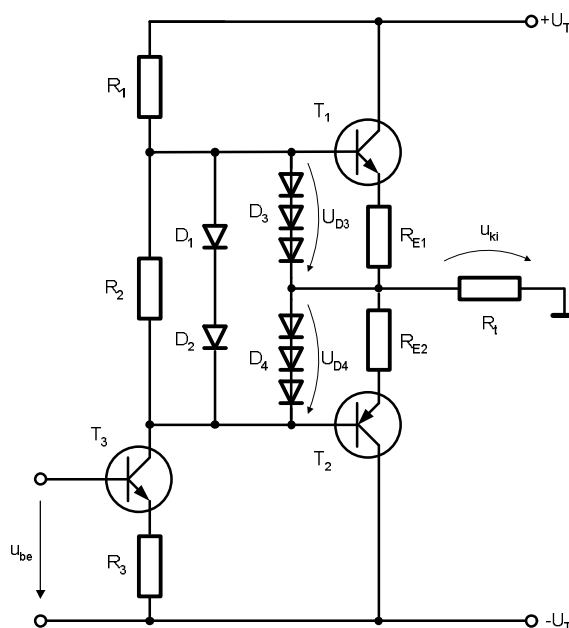 +U_T
R_1
T_1
D_3
U_D3
D_1
R_E1
u_ki
R_2
R_t
D_2
D_4
U_D4
R_E2
T_3
T_2
u_be
R_3
-U_T